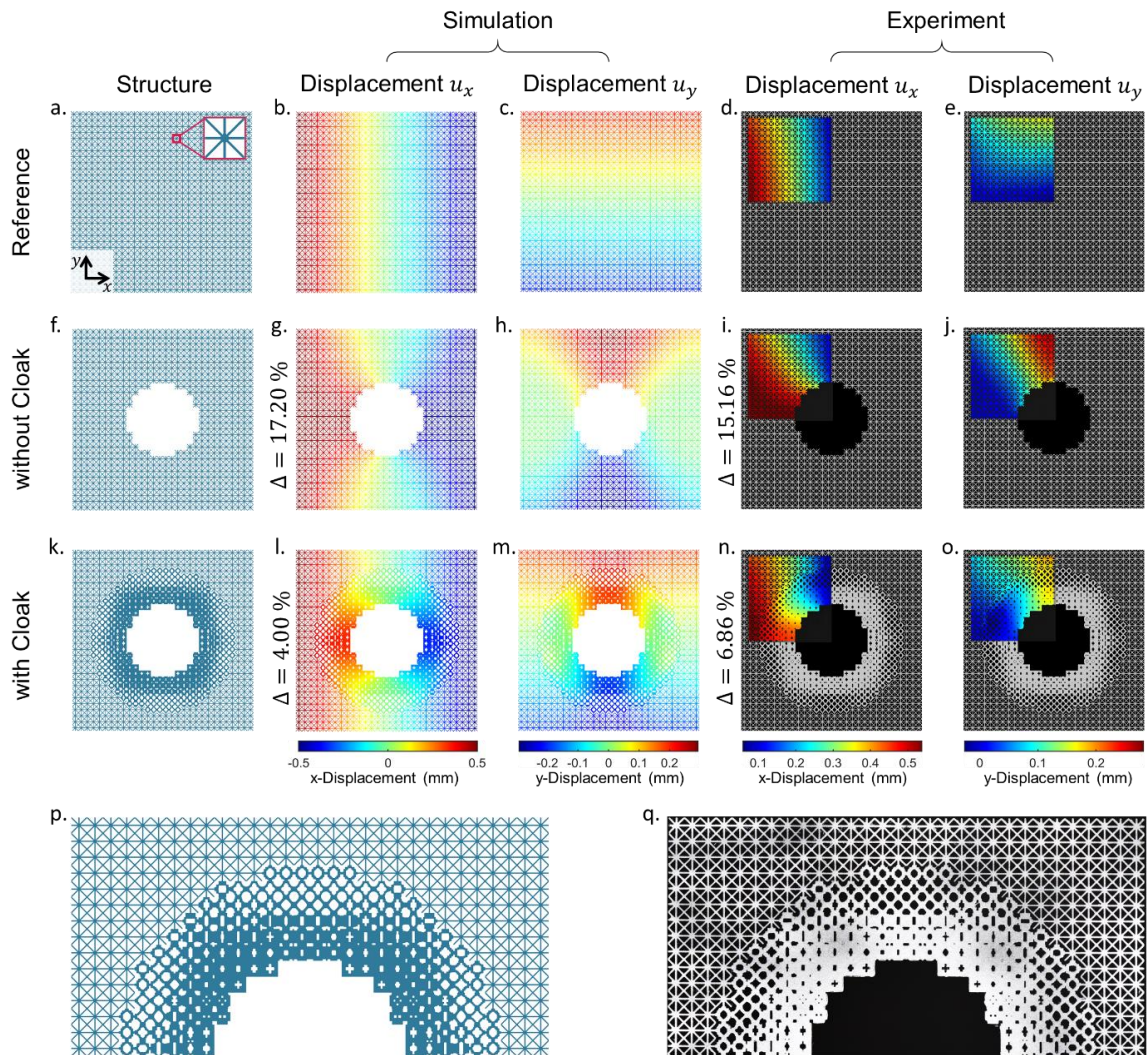 Simulation
Experiment
Structure
Displacement uₓ
Displacement u_y
Displacement uₓ
Displacement u_y
Reference
a.
b.
c.
d.
e.
y
x
without Cloak
f.
g.
h.
i.
j.
Δ = 17.20 %
Δ = 15.16 %
with Cloak
k.
l.
m.
n.
o.
Δ = 4.00 %
Δ = 6.86 %
-0.5 0 0.5
x-Displacement (mm)
-0.2 -0.1 0 0.1 0.2
y-Displacement (mm)
0.1 0.2 0.3 0.4 0.5
x-Displacement (mm)
0 0.1 0.2
y-Displacement (mm)
p.
q.